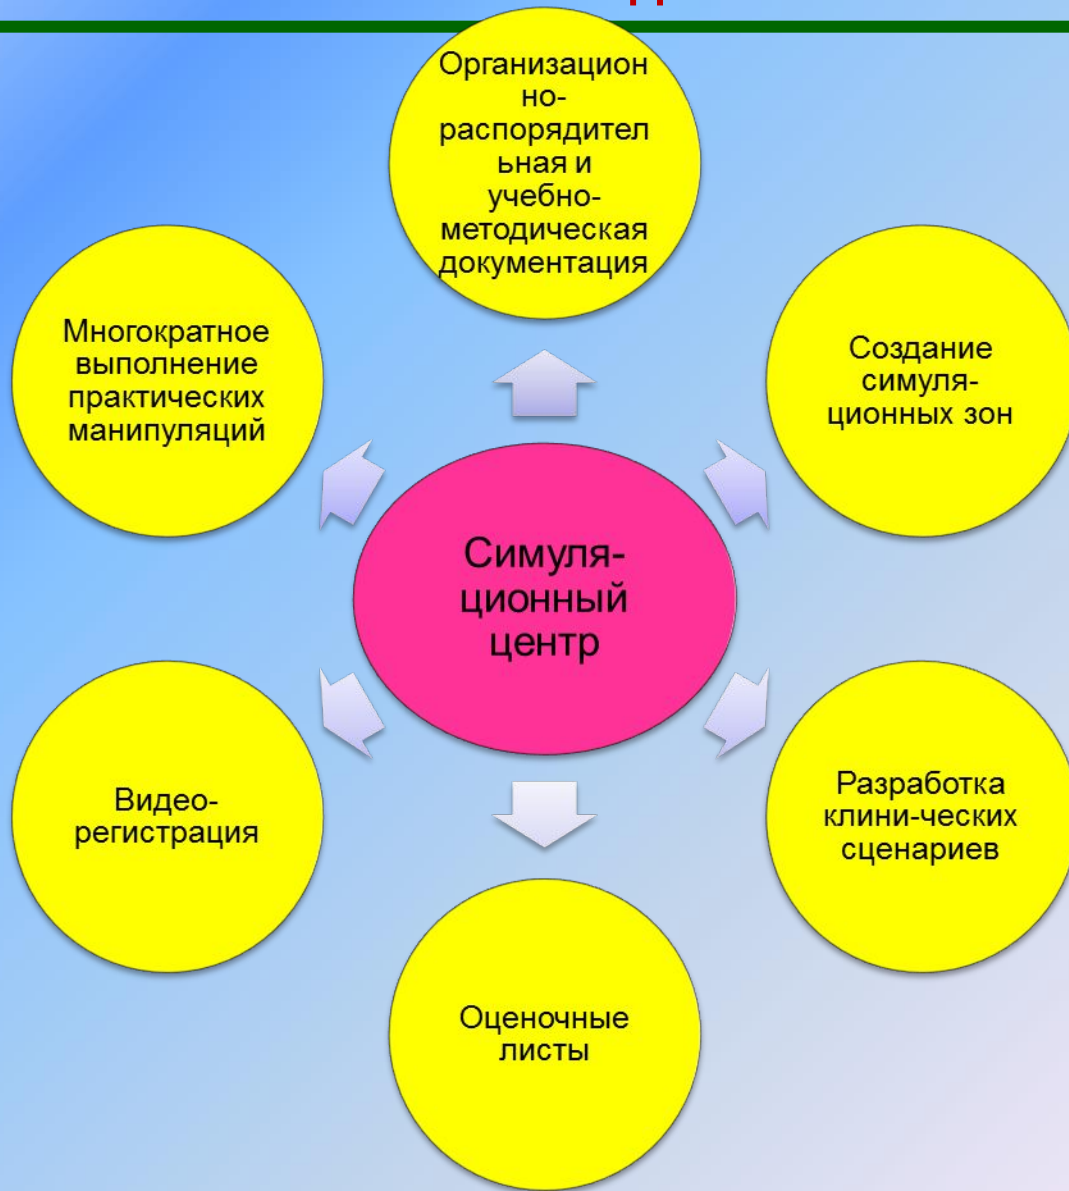 Организацион
но-
распорядител
ьная и
учебно-
методическая
документация
Многократное
выполнение
практических
манипуляций
Создание
симуля-
ционных зон
Симуля-
ционный
центр
Видео-
регистрация
Разработка
клини-ческих
сценариев
Оценочные
листы